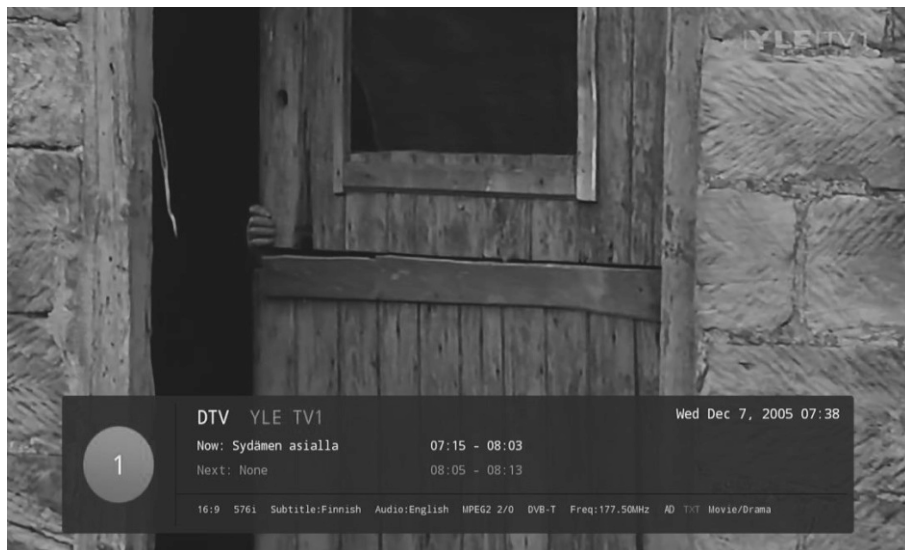 YLE TV1
DTV YLE TV1 Wed Dec 7, 2005 07:38
Now: Sydämen asialla 07:15 - 08:03
1
Next: None 08:05 - 08:13
16:9 576i Subtitle:Finnish Audio:English MPEG2 2/0 DVB-T Freq:177.50MHz AD TXT Movie/Drama